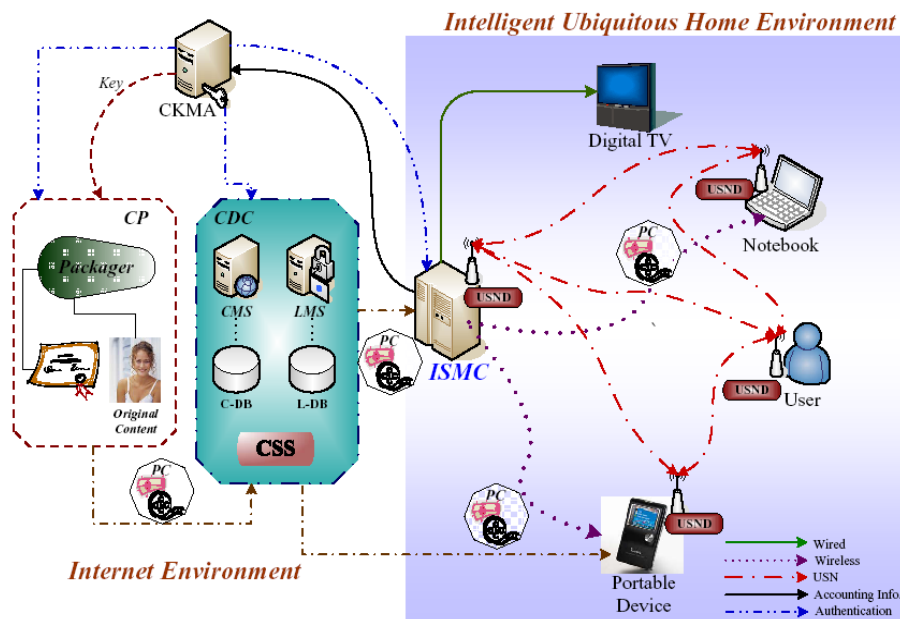 Intelligent Ubiquitous Home Environment
Key
CKMA
Digital TV
USND
Notebook
CP
Packager
Original
Content
CDC
CMS
LMS
C-DB
L-DB
CSS
PC
USND
ISMC
PC
USND
User
PC
PC
USND
Portable
Device
Internet Environment
Wired
Wireless
USN
Accounting Info.
Authentication